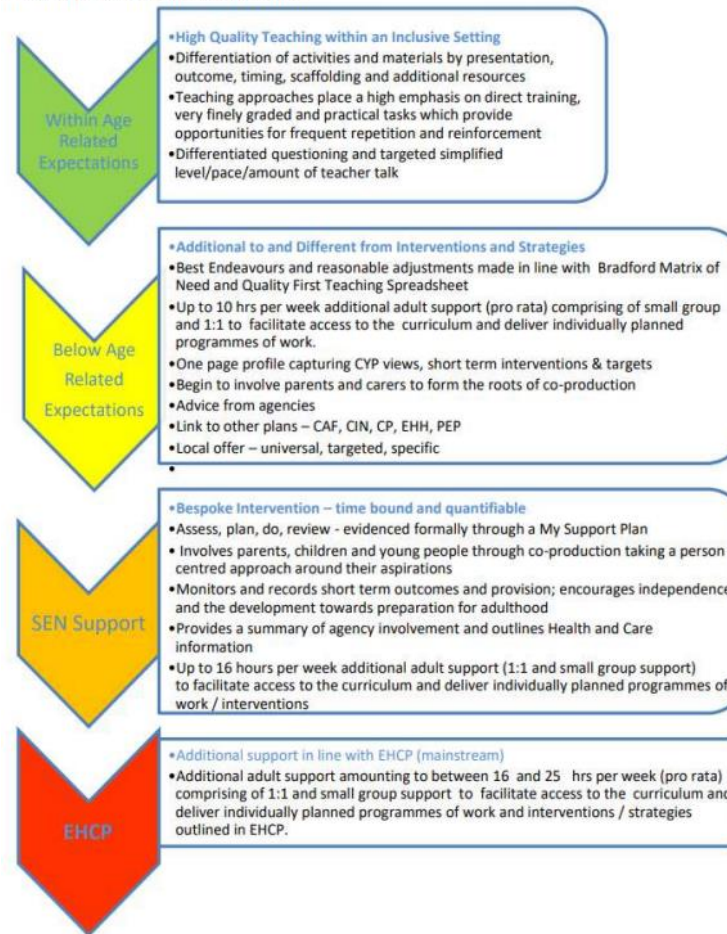 •High Quality Teaching within an Inclusive Setting
•Differentiation of activities and materials by presentation,
outcome, timing, scaffolding and additional resources
•Teaching approaches place a high emphasis on direct training,
very finely graded and practical tasks which provide
opportunities for frequent repetition and reinforcement
•Differentiated questioning and targeted simplified
level/pace/amount of teacher talk
Within Age
Related
Expectations
•Additional to and Different from Interventions and Strategies
•Best Endeavours and reasonable adjustments made in line with Bradford Matrix of
Need and Quality First Teaching Spreadsheet
•Up to 10 hrs per week additional adult support (pro rata) comprising of small group
and 1:1 to facilitate access to the curriculum and deliver individually planned
programmes of work.
•One page profile capturing CYP views, short term interventions & targets
•Begin to involve parents and carers to form the roots of co-production
•Advice from agencies
•Link to other plans – CAF, CIN, CP, EHH, PEP
•Local offer – universal, targeted, specific
•
Below Age
Related
Expectations
•Bespoke Intervention – time bound and quantifiable
•Assess, plan, do, review - evidenced formally through a My Support Plan
• Involves parents, children and young people through co-production taking a person
centred approach around their aspirations
•Monitors and records short term outcomes and provision; encourages independence
and the development towards preparation for adulthood
•Provides a summary of agency involvement and outlines Health and Care
information
•Up to 16 hours per week additional adult support (1:1 and small group support)
to facilitate access to the curriculum and deliver individually planned programmes of
work / interventions
SEN Support
•Additional support in line with EHCP (mainstream)
•Additional adult support amounting to between 16 and 25 hrs per week (pro rata)
comprising of 1:1 and small group support to facilitate access to the curriculum and
deliver individually planned programmes of work and interventions / strategies
outlined in EHCP.
EHCP